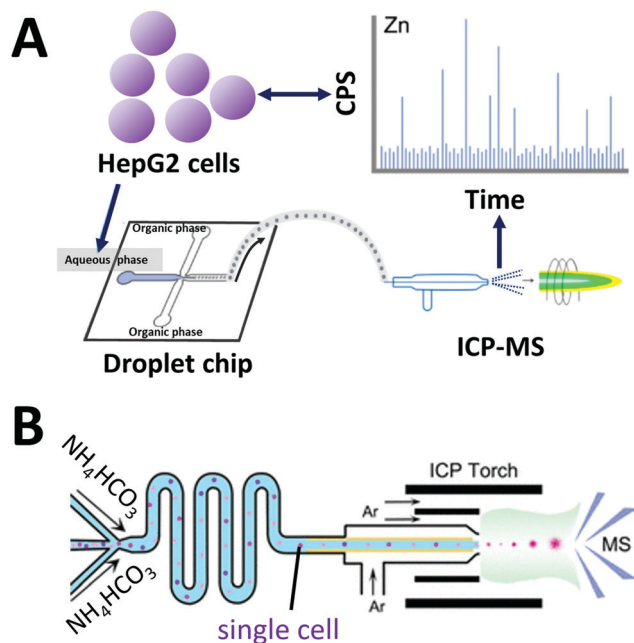 A
Zn
CPS
HepG2 cells
Time
Organic phase
Aqueous phase
Organic phase
Droplet chip
ICP-MS
B
NH4HCO3
ICP Torch
Ar
MS
NH4HCO3
Ar
single cell